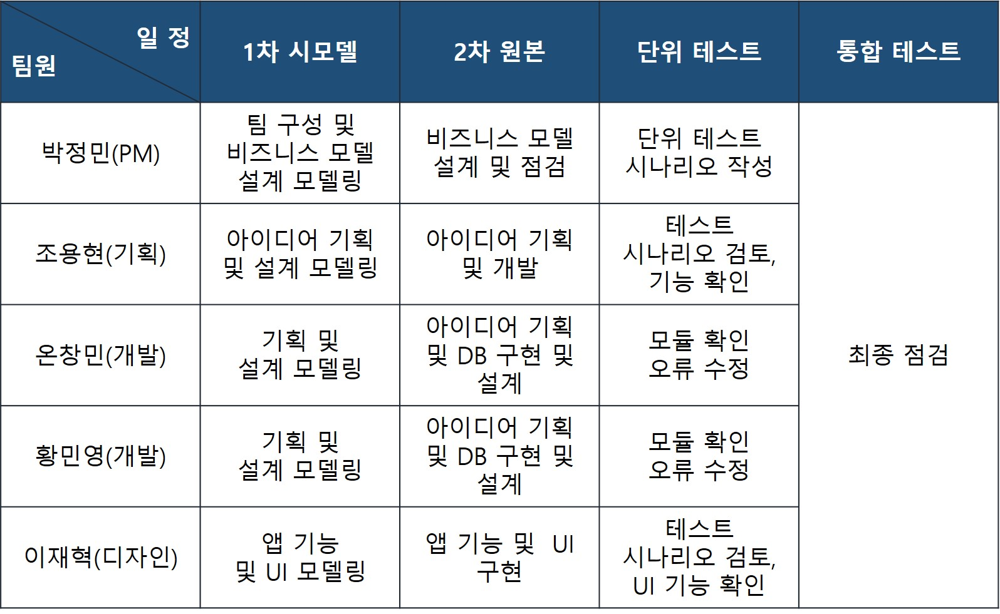 일 정
팀원
1차 시모델
2차 원본
단위 테스트
통합 테스트
박정민(PM)
팀 구성 및
비즈니스 모델
설계 모델링
비즈니스 모델
설계 및 점검
단위 테스트
시나리오 작성
조용현(기획)
아이디어 기획
및 설계 모델링
아이디어 기획
및 개발
테스트
시나리오 검토,
기능 확인
온창민(개발)
기획 및
설계 모델링
아이디어 기획
및 DB 구현 및
설계
모듈 확인
오류 수정
최종 점검
황민영(개발)
기획 및
설계 모델링
아이디어 기획
및 DB 구현 및
설계
모듈 확인
오류 수정
이재혁(디자인)
앱 기능
및 UI 모델링
앱 기능 및 UI
구현
테스트
시나리오 검토,
UI 기능 확인